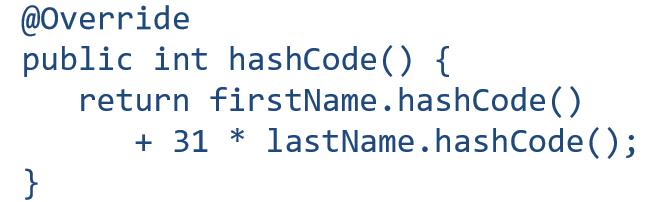 @Override
public int hashCode() {
   return firstName.hashCode()
      + 31 * lastName.hashCode();
}